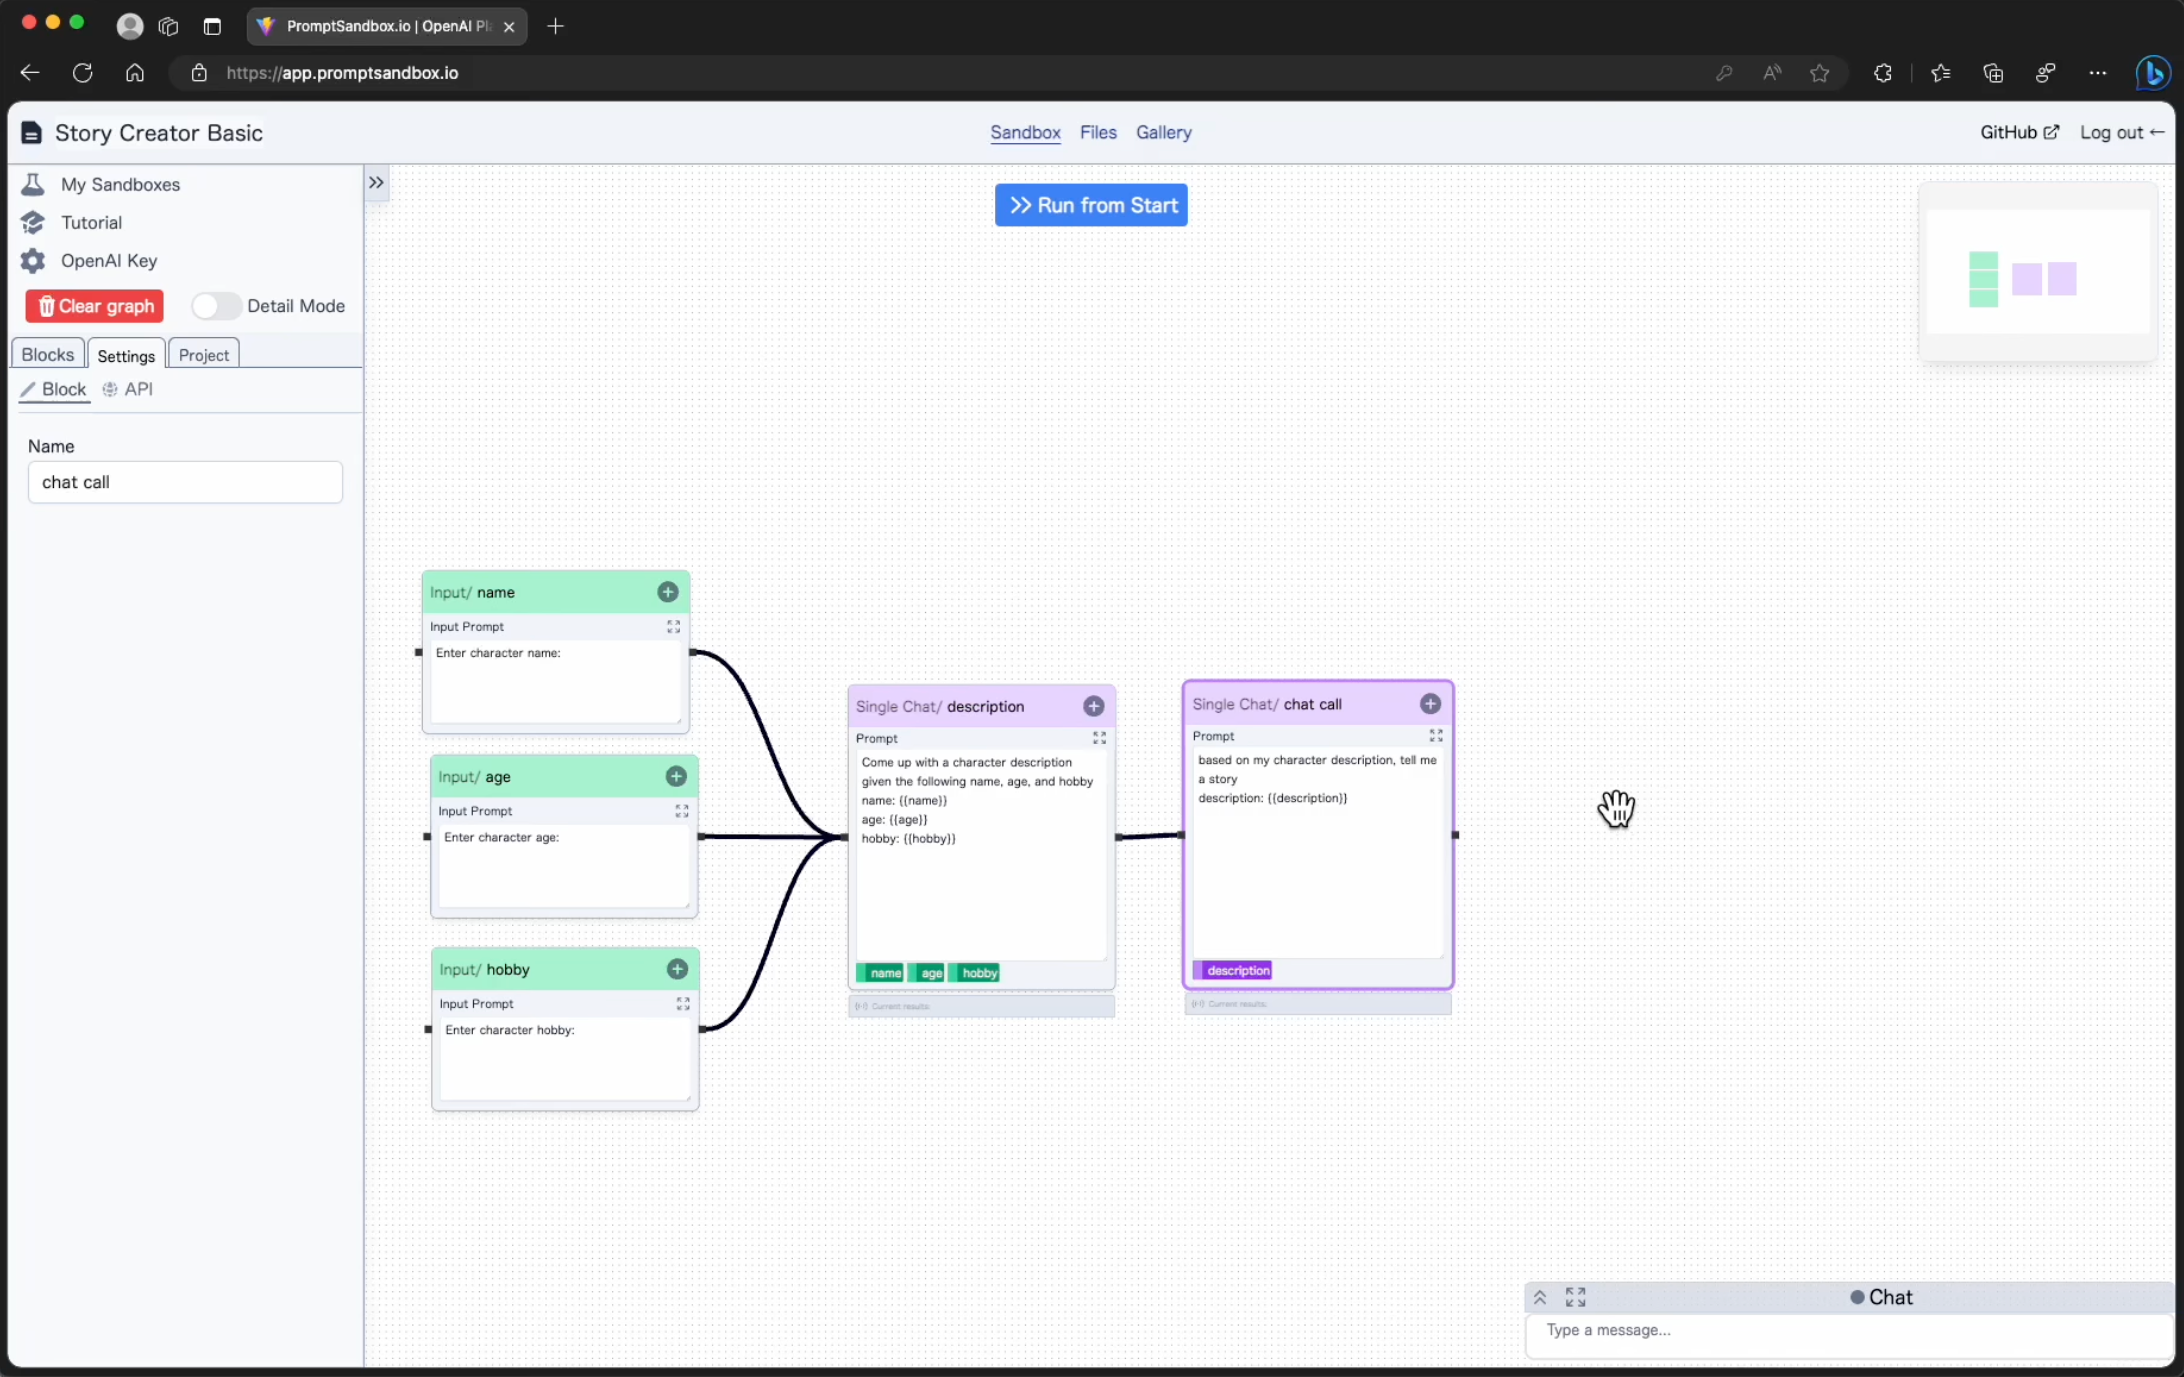 PromptSandbox.io | OpenAI Pl
https://app.promptsandbox.io
Story Creator Basic
Sandbox Files Gallery
GitHub Log out ←
My Sandboxes
Tutorial
OpenAI Key
Clear graph Detail Mode
Blocks Settings Project
Block API
Name
chat call
>> Run from Start
Input/ name
Input Prompt
Enter character name:
Input/ age
Input Prompt
Enter character age:
Input/ hobby
Input Prompt
Enter character hobby:
Single Chat/ description
Prompt
Come up with a character description
given the following name, age, and hobby
name: {{name}}
age: {{age}}
hobby: {{hobby}}
name age hobby
Current results:
Single Chat/ chat call
Prompt
based on my character description, tell me
a story
description: {{description}}
description
Current results:
Chat
Type a message...